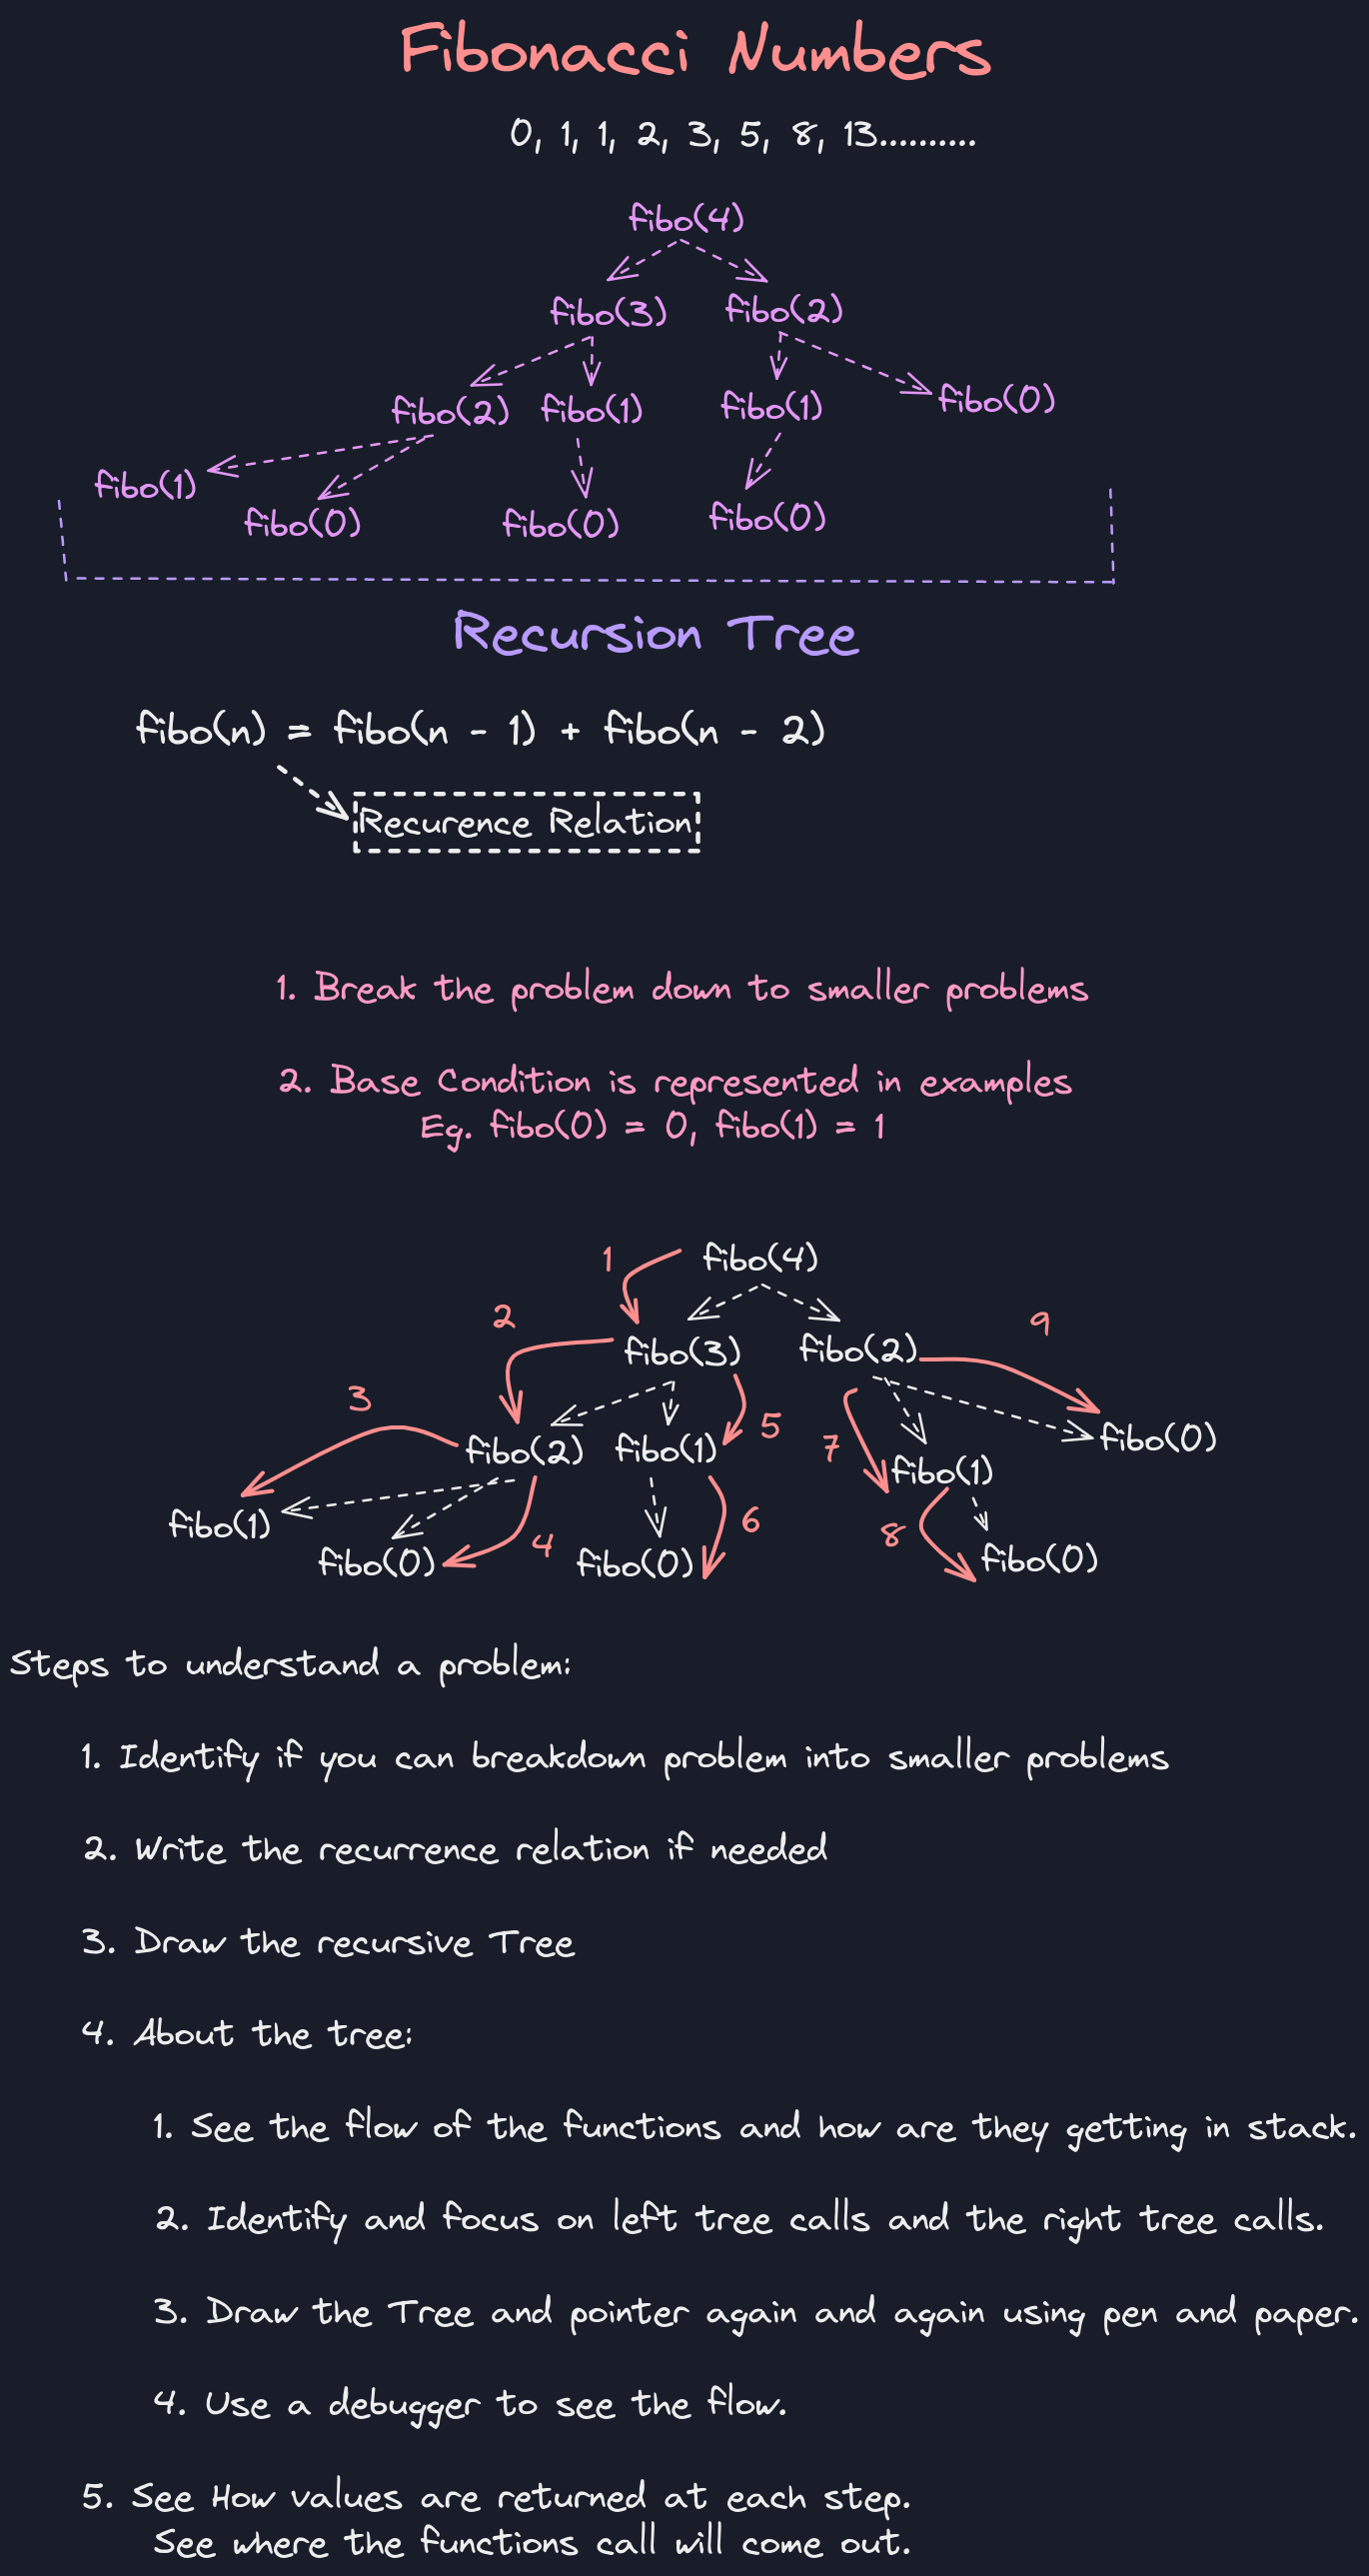 Fibonacci Numbers
0, 1, 1, 2, 3, 5, 8, 13..........
fibo(4)
fibo(3) fibo(2)
fibo(2) fibo(1) fibo(1) fibo(0)
fibo(1)
fibo(0) fibo(0) fibo(0)
Recursion Tree
fibo(n) = fibo(n - 1) + fibo(n - 2)
Recurence Relation
1. Break the problem down to smaller problems
2. Base Condition is represented in examples
Eg. fibo(0) = 0, fibo(1) = 1
1 fibo(4)
2 9
fibo(3) fibo(2)
3 5 7
fibo(2) fibo(1) fibo(1) fibo(0)
fibo(1) 4 6 8
fibo(0) fibo(0) fibo(0)
Steps to understand a problem:
1. Identify if you can breakdown problem into smaller problems
2. Write the recurrence relation if needed
3. Draw the recursive Tree
4. About the tree:
1. See the flow of the functions and how are they getting in stack.
2. Identify and focus on left tree calls and the right tree calls.
3. Draw the Tree and pointer again and again using pen and paper.
4. Use a debugger to see the flow.
5. See How values are returned at each step.
See where the functions call will come out.